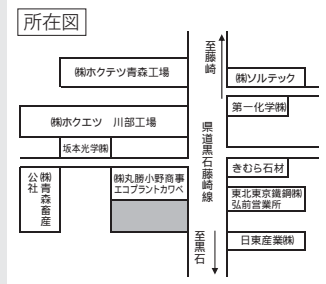 所在図
至藤崎
㈱ホクテツ青森工場
㈱ソルテック
第一化学㈱
㈱ホクエツ 川部工場
県道黒石藤崎線
坂本光学㈱
きむら石材
㈱青森畜産公社
㈱丸勝小野商事
エコプラントカワベ
東北東京鐵鋼㈱
弘前営業所
至黒石
日東産業㈱